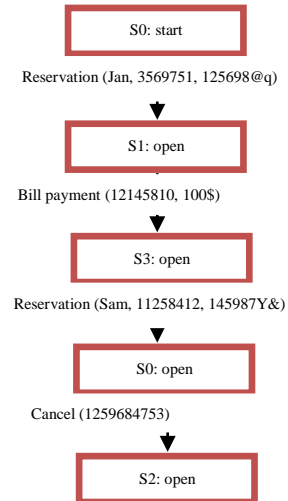 S0: start
Reservation (Jan, 3569751, 125698@q)
S1: open
Bill payment (12145810, 100$)
S3: open
Reservation (Sam, 11258412, 145987Y&)
S0: open
Cancel (1259684753)
S2: open